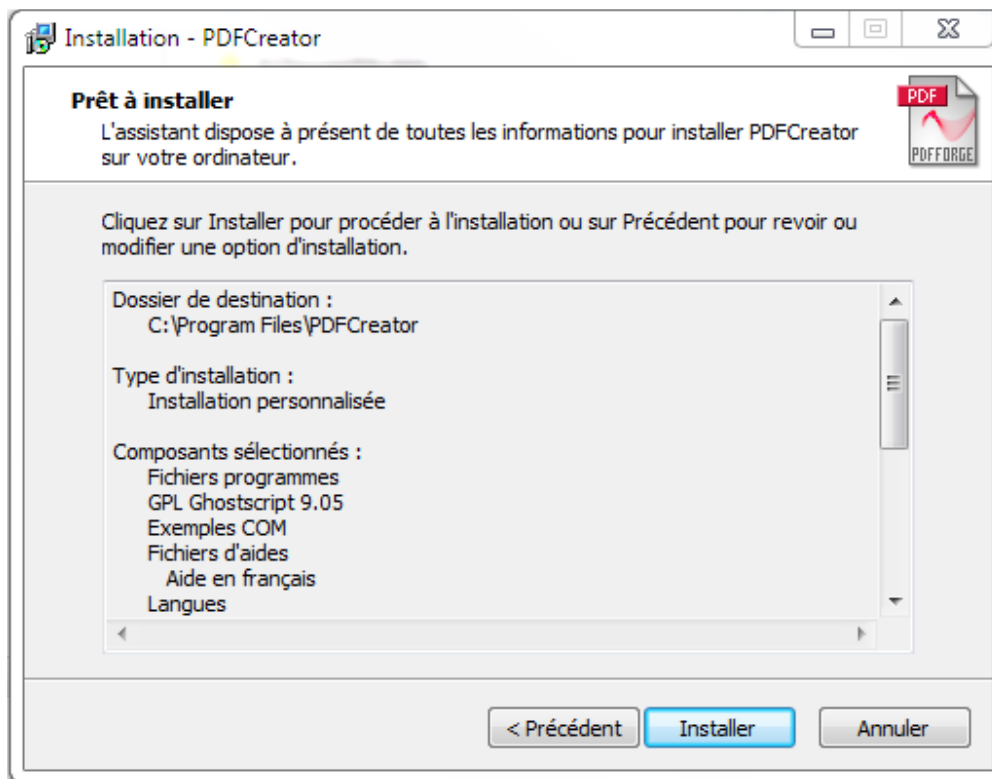 Installation - PDFCreator
Prêt à installer
L'assistant dispose à présent de toutes les informations pour installer PDFCreator
sur votre ordinateur.
PDF
PDFFORGE
Cliquez sur Installer pour procéder à l'installation ou sur Précédent pour revoir ou
modifier une option d'installation.
Dossier de destination :
C:\Program Files\PDFCreator
Type d'installation :
Installation personnalisée
Composants sélectionnés :
Fichiers programmes
GPL Ghostscript 9.05
Exemples COM
Fichiers d'aides
Aide en français
Langues
< Précédent
Installer
Annuler